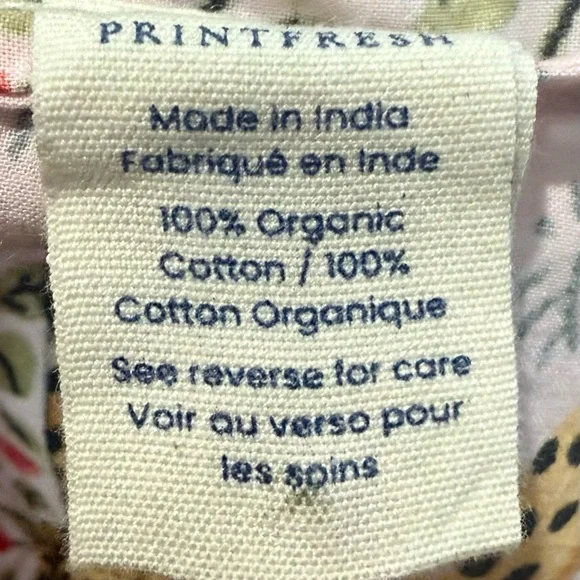 PRINTFRESH
Made in India
Fabriqué en Inde
100% Organic
Cotton / 100%
Cotton Organique
See reverse for care
Voir au verso pour
les soins